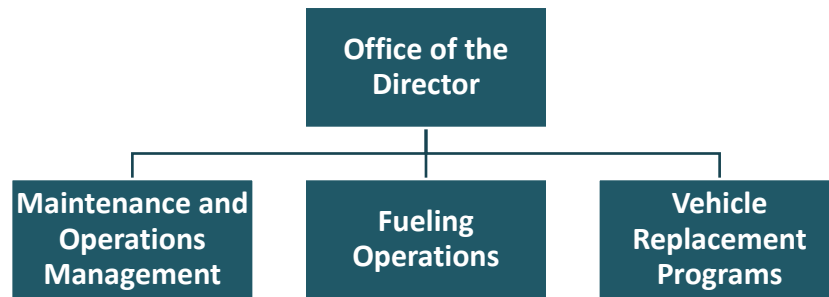 Office of the
Director
Maintenance and
Operations
Management
Fueling
Operations
Vehicle
Replacement
Programs